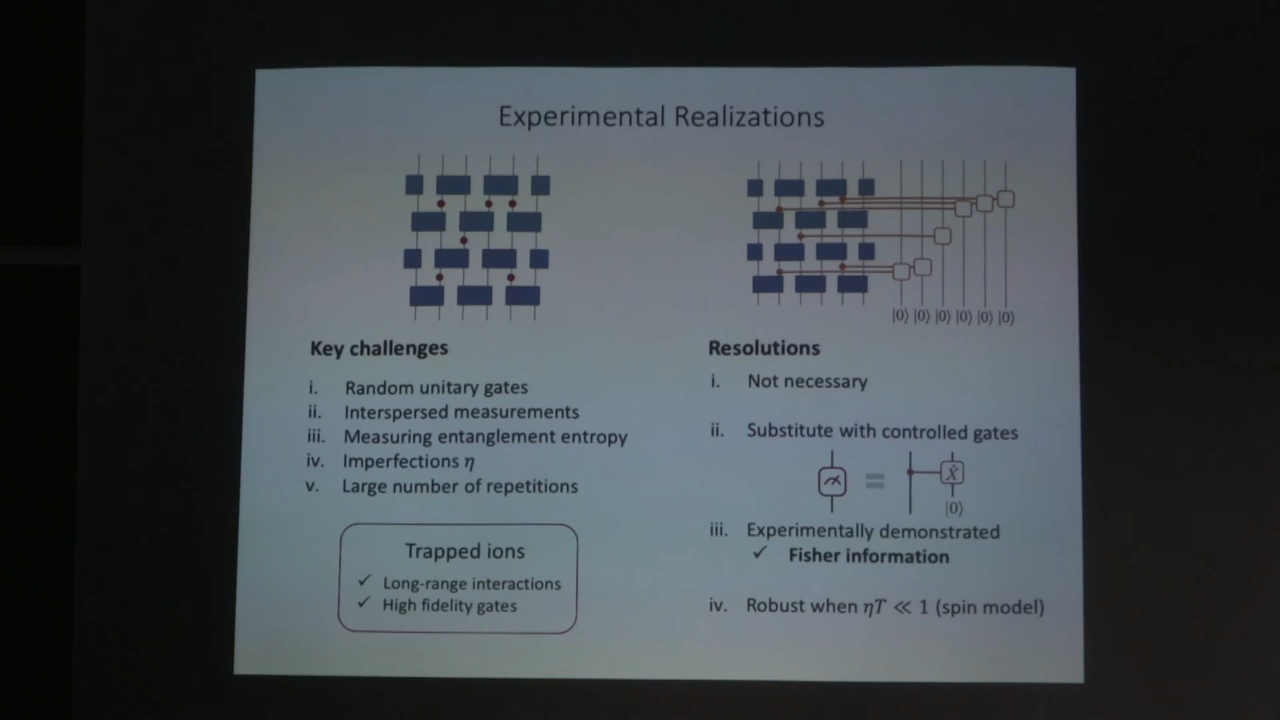 Experimental Realizations
|0⟩ |0⟩ |0⟩ |0⟩ |0⟩ |0⟩
Key challenges
i. Random unitary gates
ii. Interspersed measurements
iii. Measuring entanglement entropy
iv. Imperfections η
v. Large number of repetitions
Trapped ions
✓ Long-range interactions
✓ High fidelity gates
Resolutions
i. Not necessary
ii. Substitute with controlled gates
= X̂
|0⟩
iii. Experimentally demonstrated
✓ Fisher information
iv. Robust when ηT ≪ 1 (spin model)